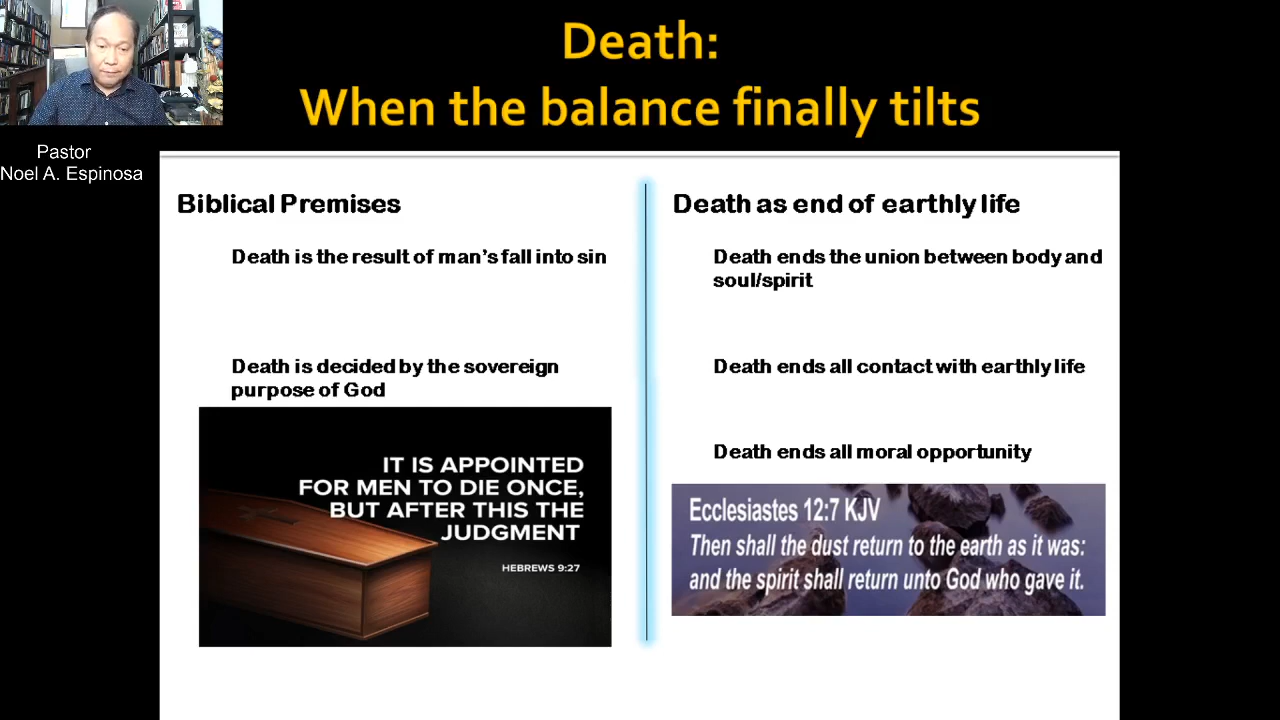 Death:
When the balance finally tilts
Pastor
Noel A. Espinosa
Biblical Premises
Death is the result of man’s fall into sin
Death is decided by the sovereign
purpose of God
IT IS APPOINTED
FOR MEN TO DIE ONCE,
BUT AFTER THIS THE
JUDGMENT
HEBREWS 9:27
Death as end of earthly life
Death ends the union between body and
soul/spirit
Death ends all contact with earthly life
Death ends all moral opportunity
Ecclesiastes 12:7 KJV
Then shall the dust return to the earth as it was:
and the spirit shall return unto God who gave it.